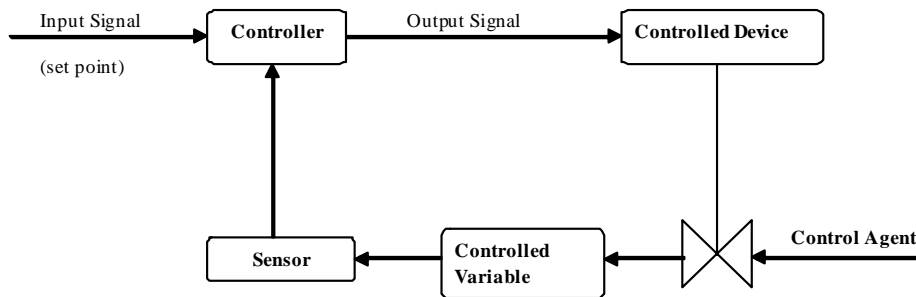 Input Signal
(set point)
Controller
Output Signal
Controlled Device
Sensor
Controlled
Variable
Control Agent